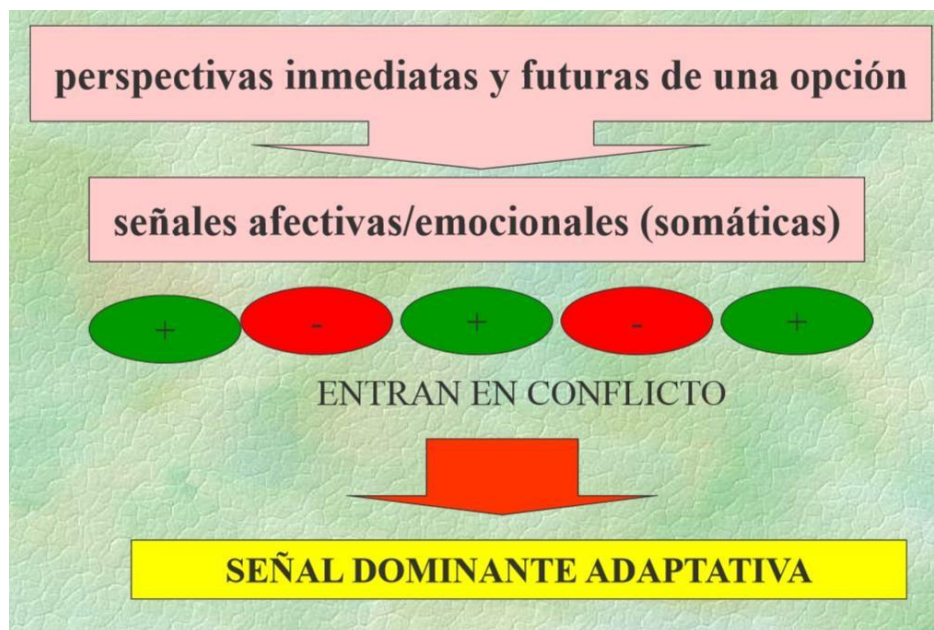 perspectivas inmediatas y futuras de una opción
señales afectivas/emocionales (somáticas)
+ - + - +
ENTRAN EN CONFLICTO
SEÑAL DOMINANTE ADAPTATIVA